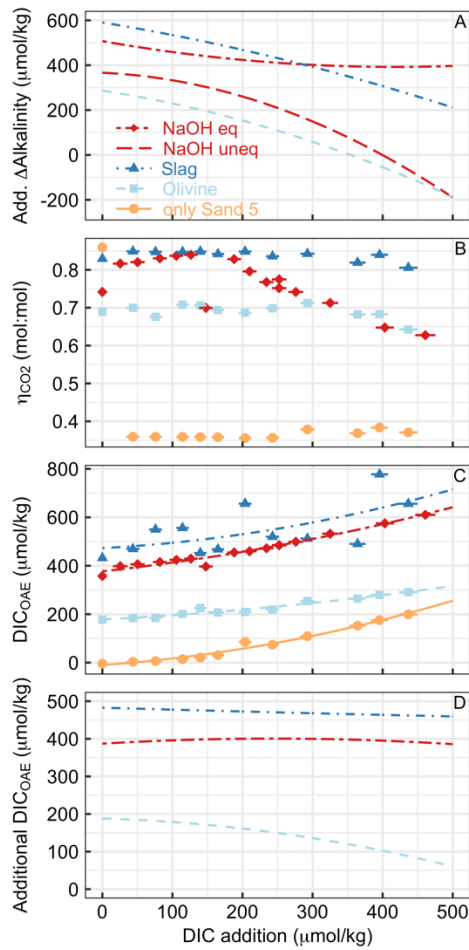 A
Add. ΔAlkalinity (μmol/kg)
600
400
200
0
-200
NaOH eq
NaOH uneq
Slag
Olivine
only Sand 5
B
ηCO2 (mol:mol)
0.8
0.7
0.6
0.5
0.4
C
DICOAE (μmol/kg)
800
600
400
200
0
D
Additional DICOAE (μmol/kg)
500
400
300
200
100
0
0 100 200 300 400 500
DIC addition (μmol/kg)